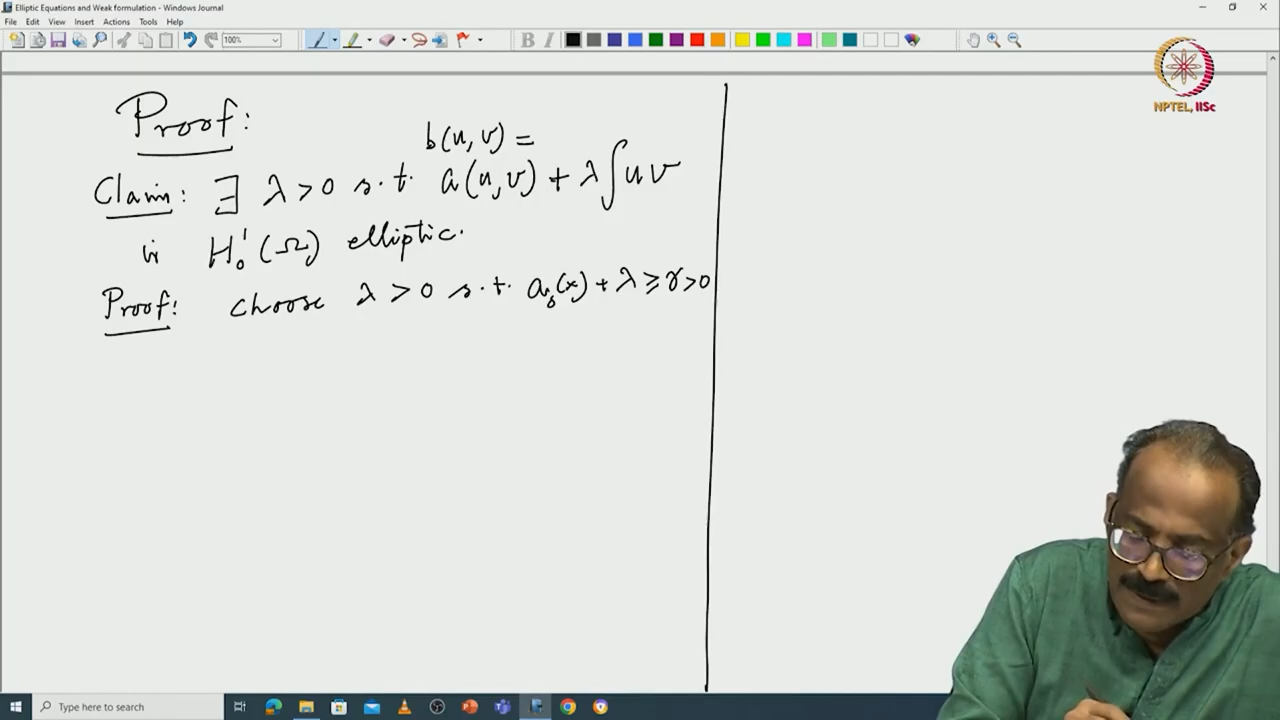 Elliptic Equations and Weak formulation - Windows Journal
File Edit View Insert Actions Tools Help
100%
NPTEL, IISc
Proof:
b(u, v) =
Claim: ∃ λ > 0 s.t. a(u, v) + λ∫uv
is H₀¹(Ω) elliptic.
Proof: choose λ > 0 s.t. a₀(x) + λ ≥ γ > 0
Type here to search